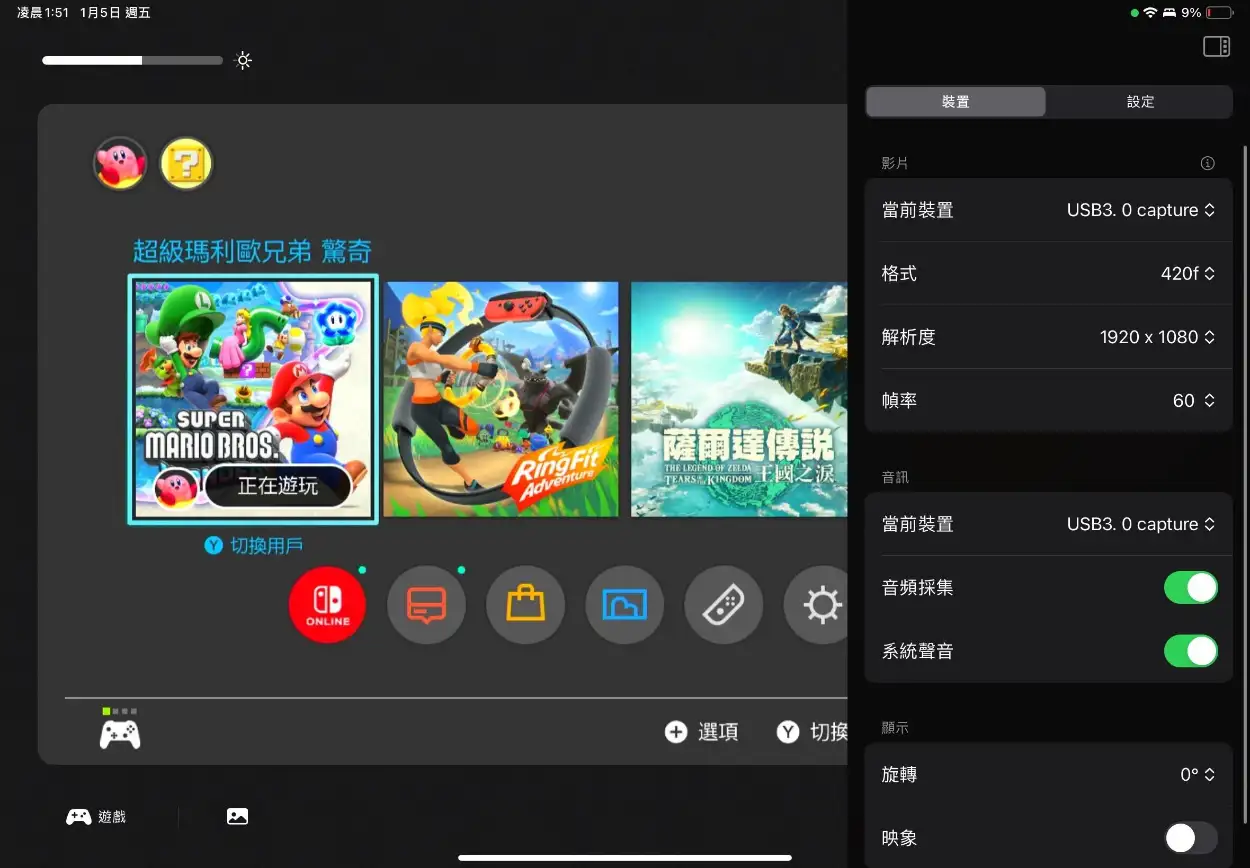 凌晨1:51 1月5日 週五
9%
裝置
設定
影片
當前裝置
USB3. 0 capture
格式
420f
解析度
1920 x 1080
幀率
60
音訊
當前裝置
USB3. 0 capture
音頻採集
系統聲音
顯示
旋轉
0°
映象
超級瑪利歐兄弟 驚奇
SUPER
MARIO BROS.
正在遊玩
RingFit
Adventure
薩爾達傳説
THE LEGEND OF ZELDA
TEARS OF THE KINGDOM
王國之淚
Y 切換用戶
ONLINE
選項
Y 切換
遊戲